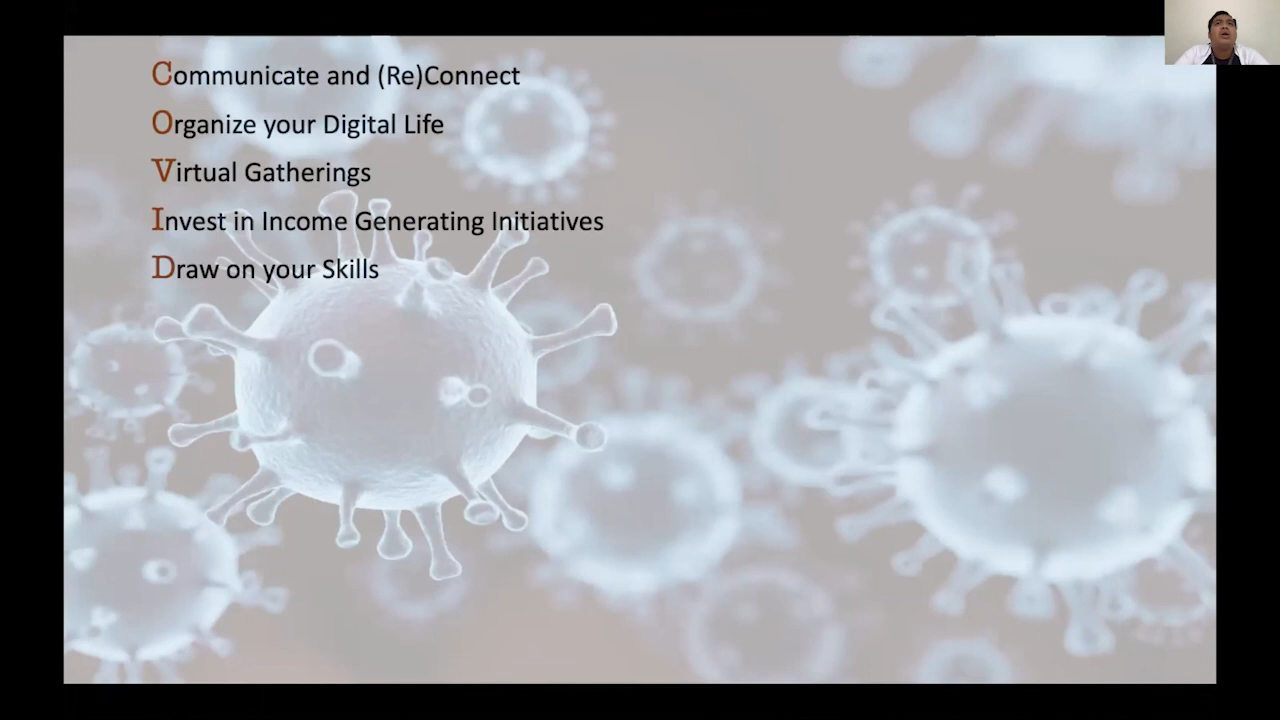 Communicate and (Re)Connect
Organize your Digital Life
Virtual Gatherings
Invest in Income Generating Initiatives
Draw on your Skills